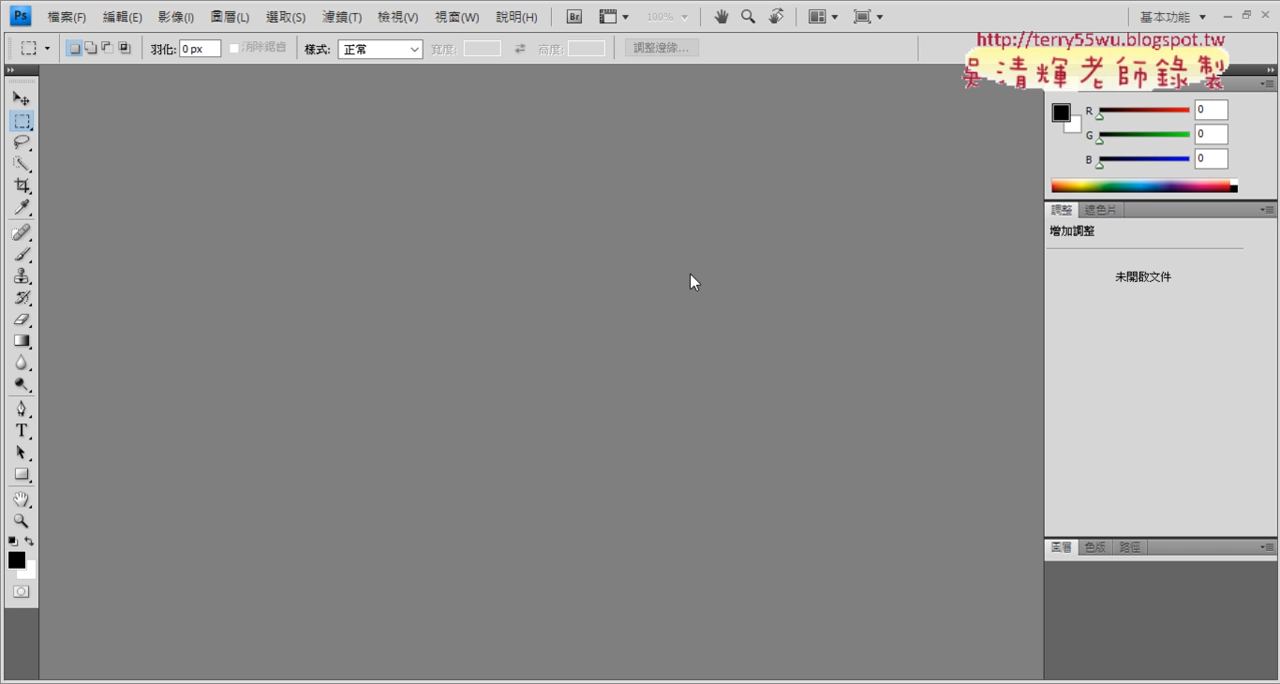 Ps 檔案(F) 編輯(E) 影像(I) 圖層(L) 選取(S) 濾鏡(T) 檢視(V) 視窗(W) 說明(H) Br 100% 基本功能
http://terry55wu.blogspot.tw
吳清輝老師錄製
羽化: 0 px 消除鋸齒 樣式: 正常 寬度: 高度: 調整邊緣...
R 0
G 0
B 0
調整 遮色片
增加調整
未開啟文件
T
圖層 色版 路徑